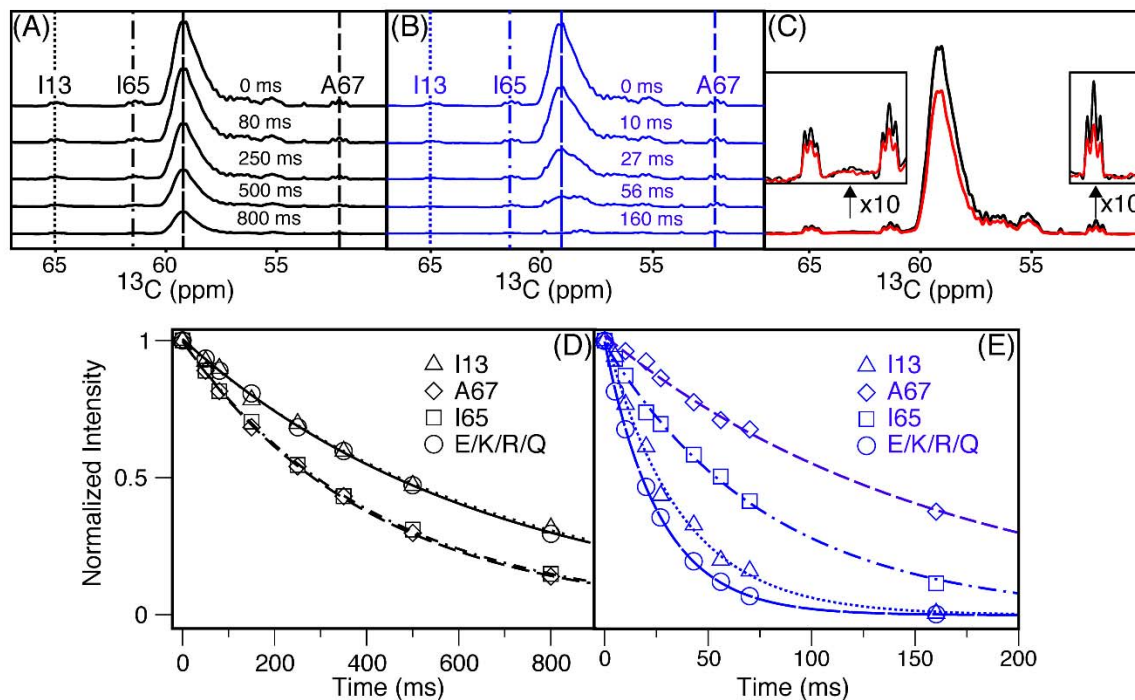 (A)
I13
I65
A67
0 ms
80 ms
250 ms
500 ms
800 ms
65
60
55
13C (ppm)
(B)
I13
I65
A67
0 ms
10 ms
27 ms
56 ms
160 ms
65
60
55
13C (ppm)
(C)
x10
x10
65
60
55
13C (ppm)
Normalized Intensity
1
0.5
0
(D)
I13
A67
I65
E/K/R/Q
0
200
400
600
800
Time (ms)
(E)
I13
A67
I65
E/K/R/Q
0
50
100
150
200
Time (ms)